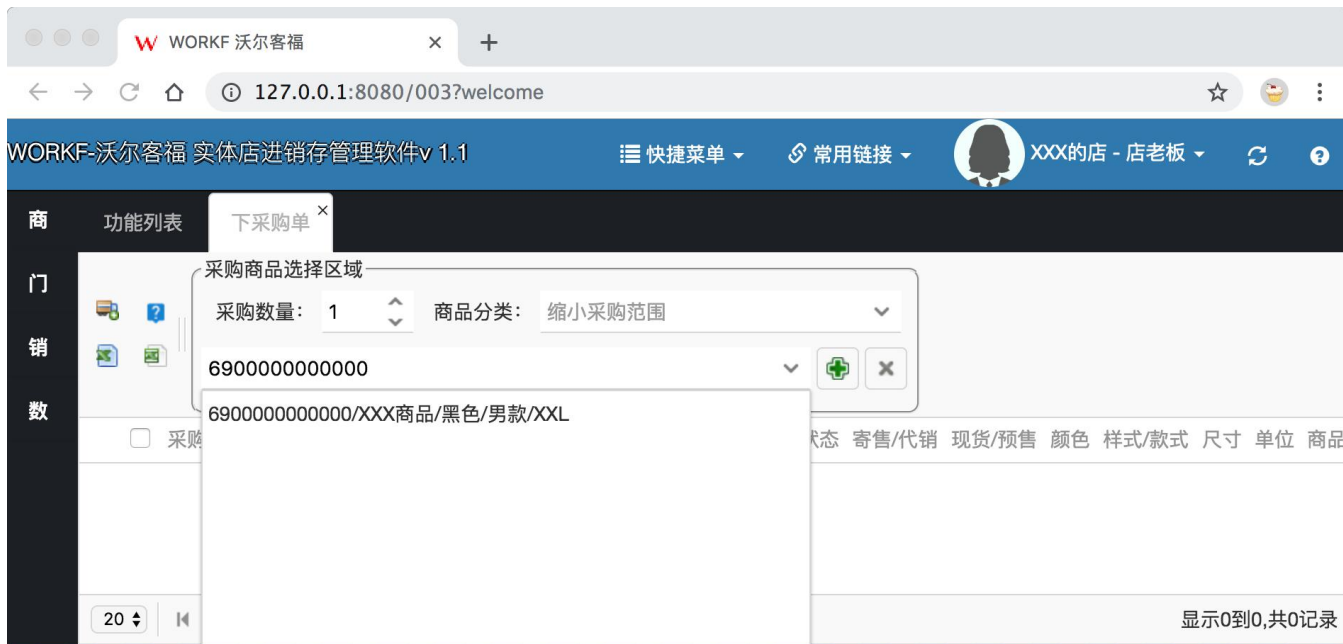 WORKF 沃尔客福
127.0.0.1:8080/003?welcome
WORKF-沃尔客福 实体店进销存管理软件v 1.1 快捷菜单 常用链接 XXX的店 - 店老板
商 功能列表 下采购单
门 采购商品选择区域
采购数量： 1 商品分类： 缩小采购范围
销
6900000000000
数 6900000000000/XXX商品/黑色/男款/XXL
采购 状态 寄售/代销 现货/预售 颜色 样式/款式 尺寸 单位 商品
20 显示0到0,共0记录